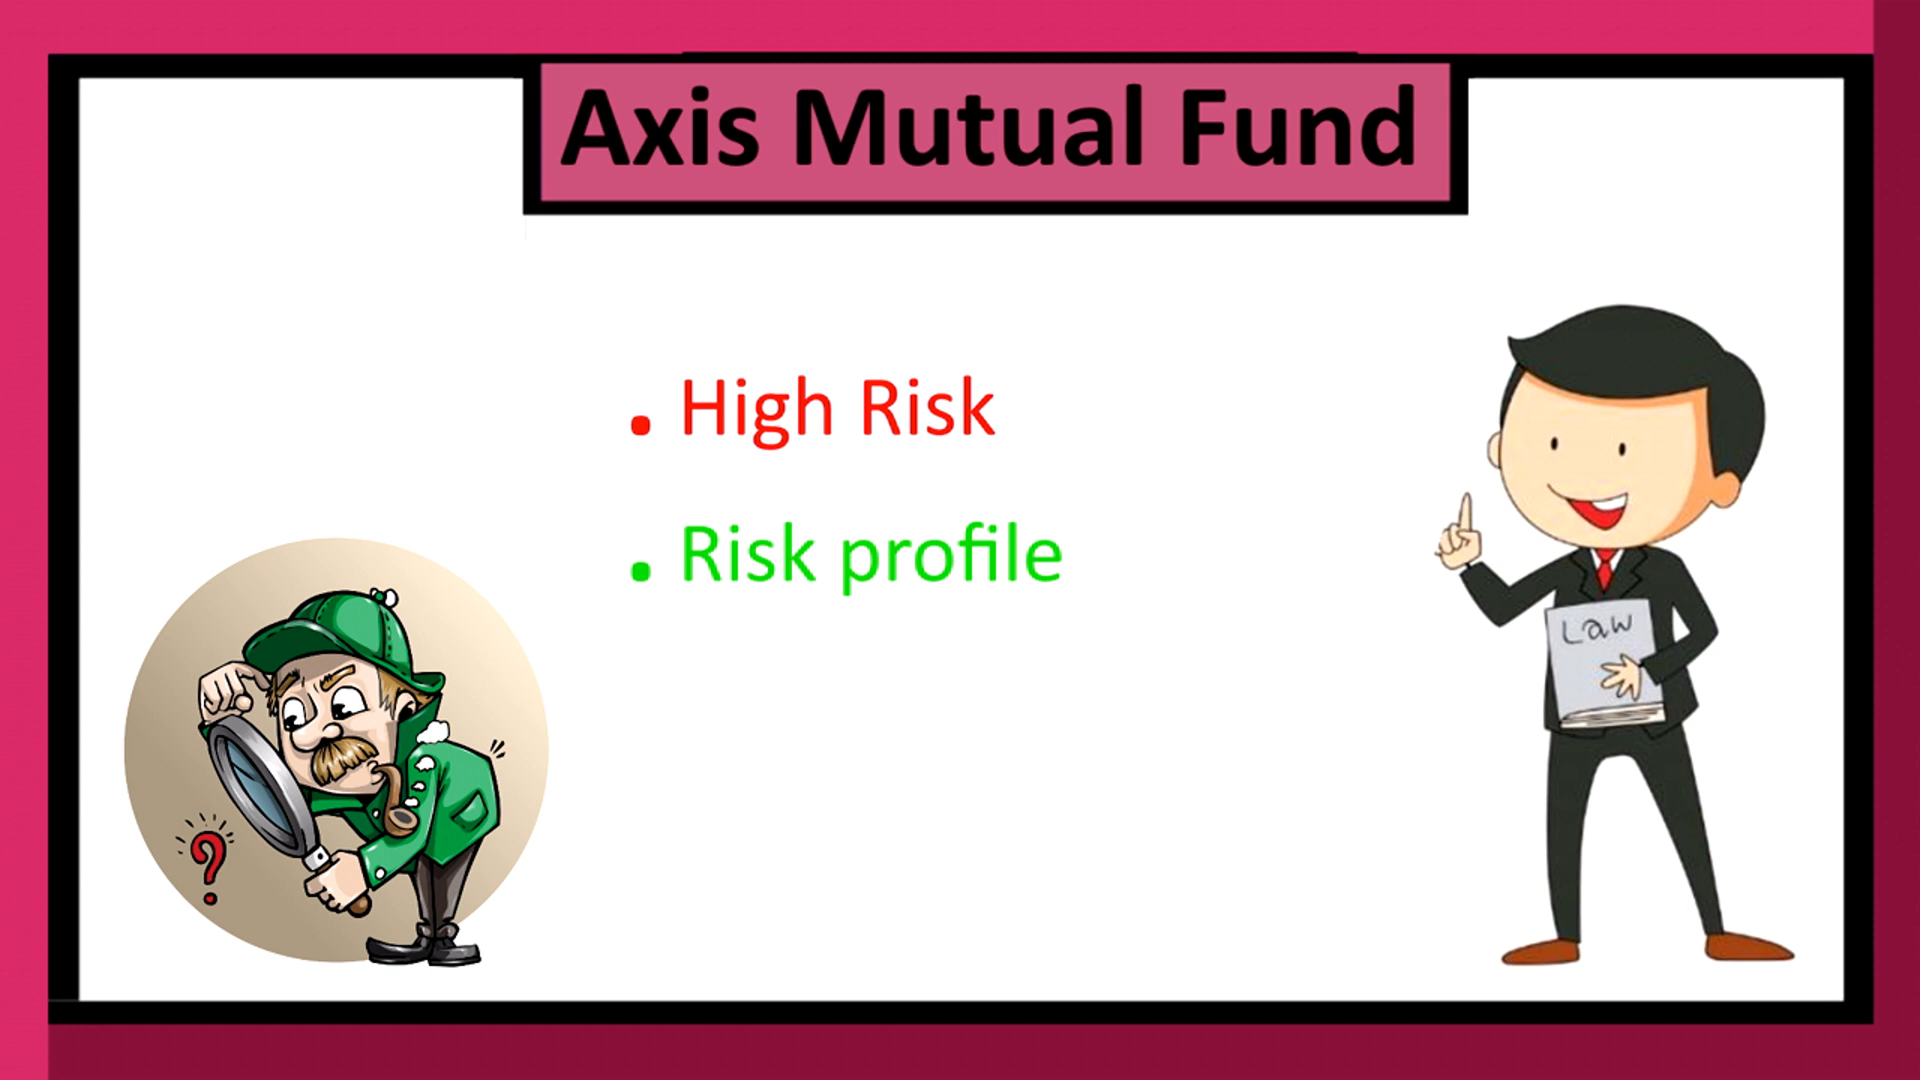 Axis Mutual Fund
. High Risk
. Risk profile
Law
?